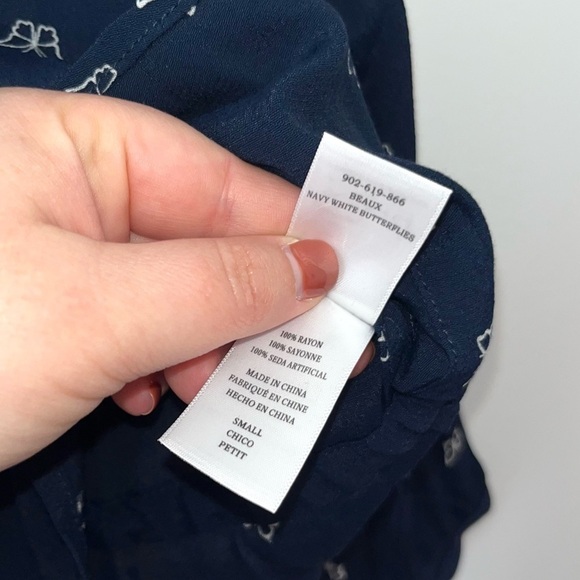 902-619-866
BEAUX
NAVY WHITE BUTTERFLIES
100% RAYON
100% SAYONNE
100% SEDA ARTIFICIAL
MADE IN CHINA
FABRIQUÉ EN CHINE
HECHO EN CHINA
SMALL
CHICO
PETIT